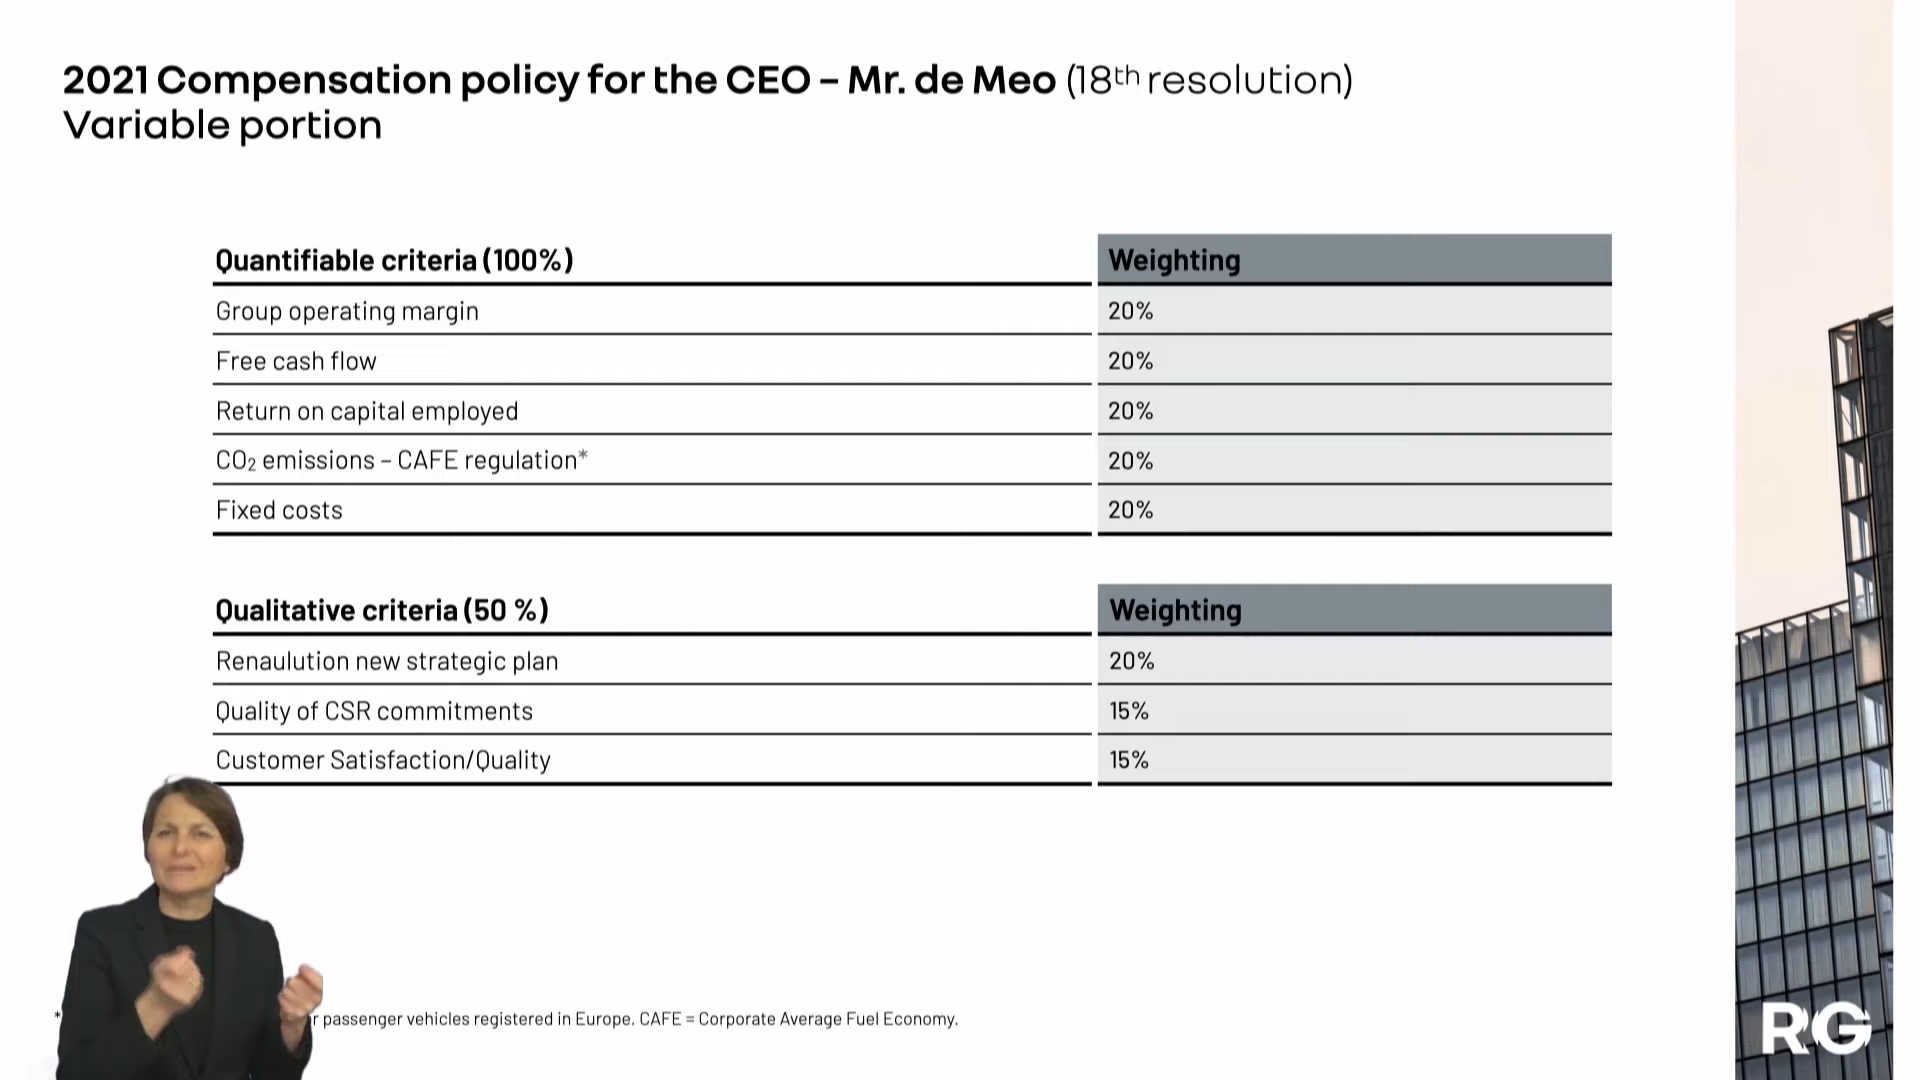 2021 Compensation policy for the CEO – Mr. de Meo (18th resolution)
Variable portion
Quantifiable criteria (100%) Weighting
Group operating margin 20%
Free cash flow 20%
Return on capital employed 20%
CO₂ emissions – CAFE regulation* 20%
Fixed costs 20%
Qualitative criteria (50 %) Weighting
Renaulution new strategic plan 20%
Quality of CSR commitments 15%
Customer Satisfaction/Quality 15%
* passenger vehicles registered in Europe. CAFE = Corporate Average Fuel Economy.
RG